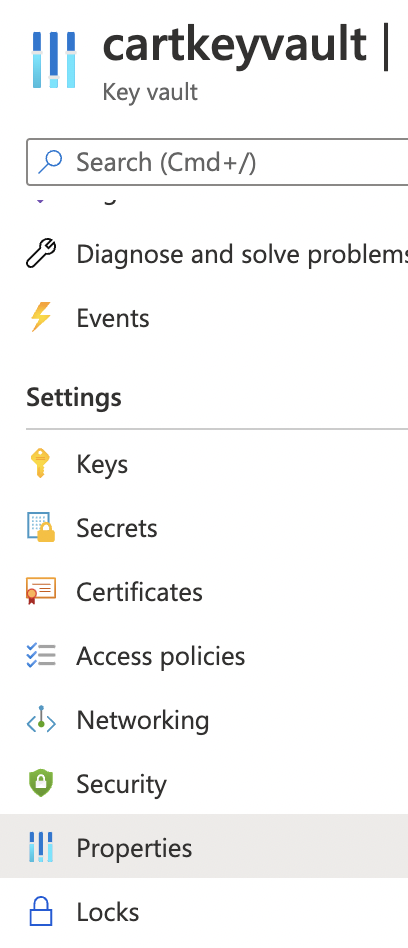 cartkeyvault |
Key vault
Search (Cmd+/)
Diagnose and solve problems
Events
Settings
Keys
Secrets
Certificates
Access policies
Networking
Security
Properties
Locks